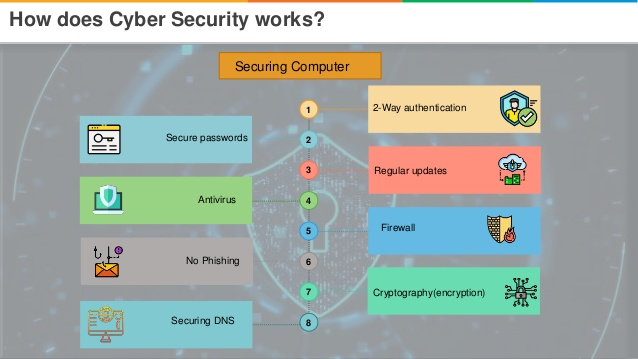 How does Cyber Security works?
Securing Computer
1
2-Way authentication
Secure passwords
2
3
Regular updates
Antivirus
4
5
Firewall
No Phishing
6
7
Cryptography(encryption)
Securing DNS
8